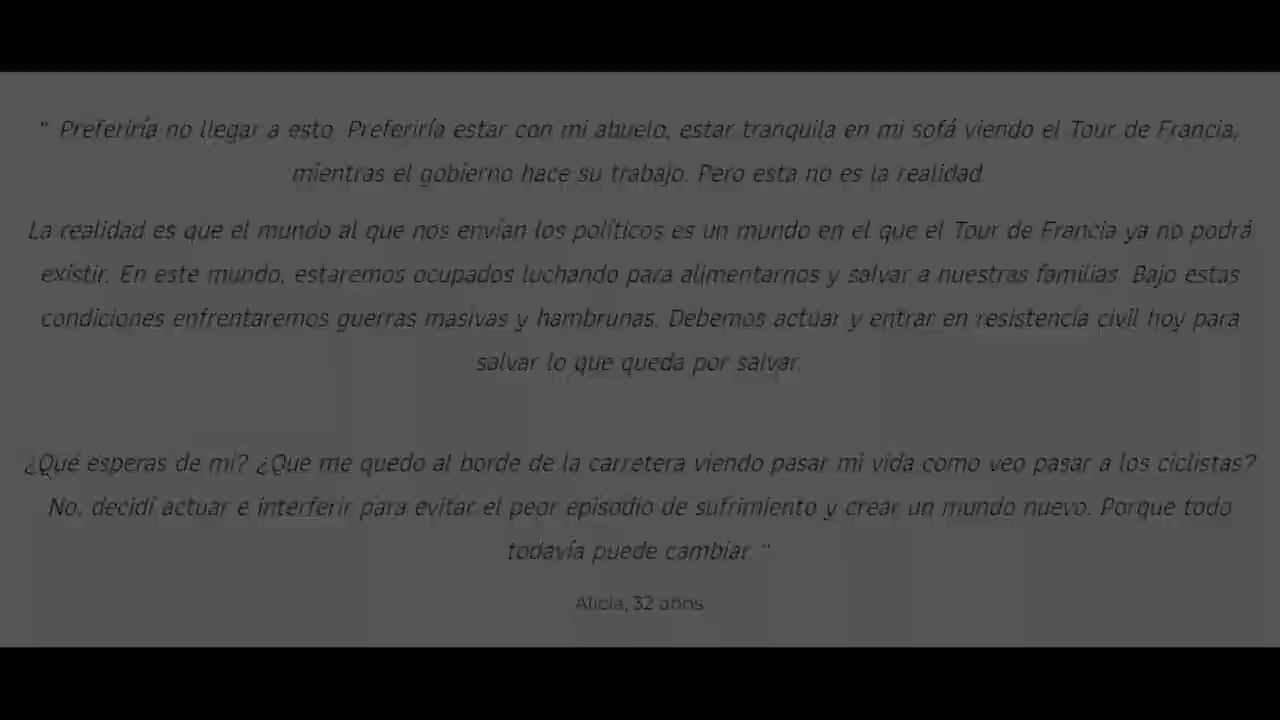 " Preferiría no llegar a esto. Preferiría estar con mi abuelo, estar tranquila en mi sofá viendo el Tour de Francia,
mientras el gobierno hace su trabajo. Pero esta no es la realidad.
La realidad es que el mundo al que nos envían los políticos es un mundo en el que el Tour de Francia ya no podrá
existir. En este mundo, estaremos ocupados luchando para alimentarnos y salvar a nuestras familias. Bajo estas
condiciones enfrentaremos guerras masivas y hambrunas. Debemos actuar y entrar en resistencia civil hoy para
salvar lo que queda por salvar.
¿Qué esperas de mí? ¿Que me quedo al borde de la carretera viendo pasar mi vida como veo pasar a los ciclistas?
No, decidí actuar e interferir para evitar el peor episodio de sufrimiento y crear un mundo nuevo. Porque todo
todavía puede cambiar. "
Alicia, 32 años